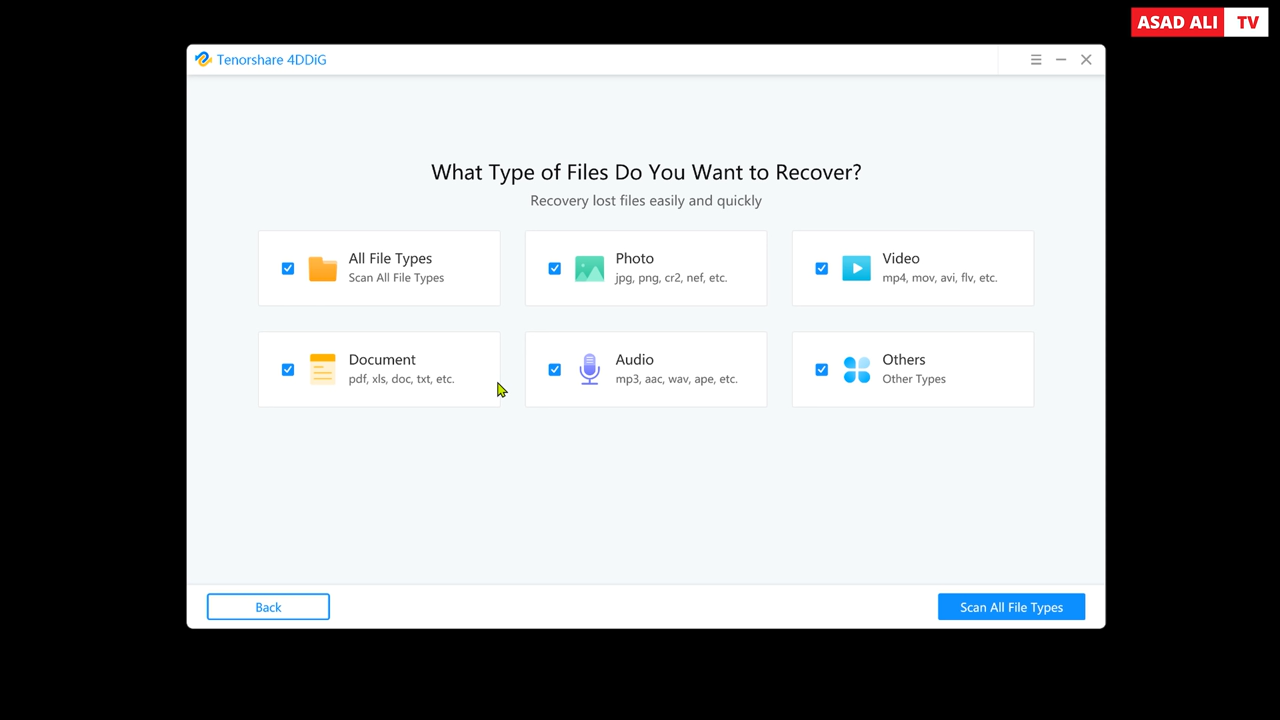 ASAD ALI TV
Tenorshare 4DDiG
What Type of Files Do You Want to Recover?
Recovery lost files easily and quickly
All File Types
Scan All File Types
Photo
jpg, png, cr2, nef, etc.
Video
mp4, mov, avi, flv, etc.
Document
pdf, xls, doc, txt, etc.
Audio
mp3, aac, wav, ape, etc.
Others
Other Types
Back
Scan All File Types